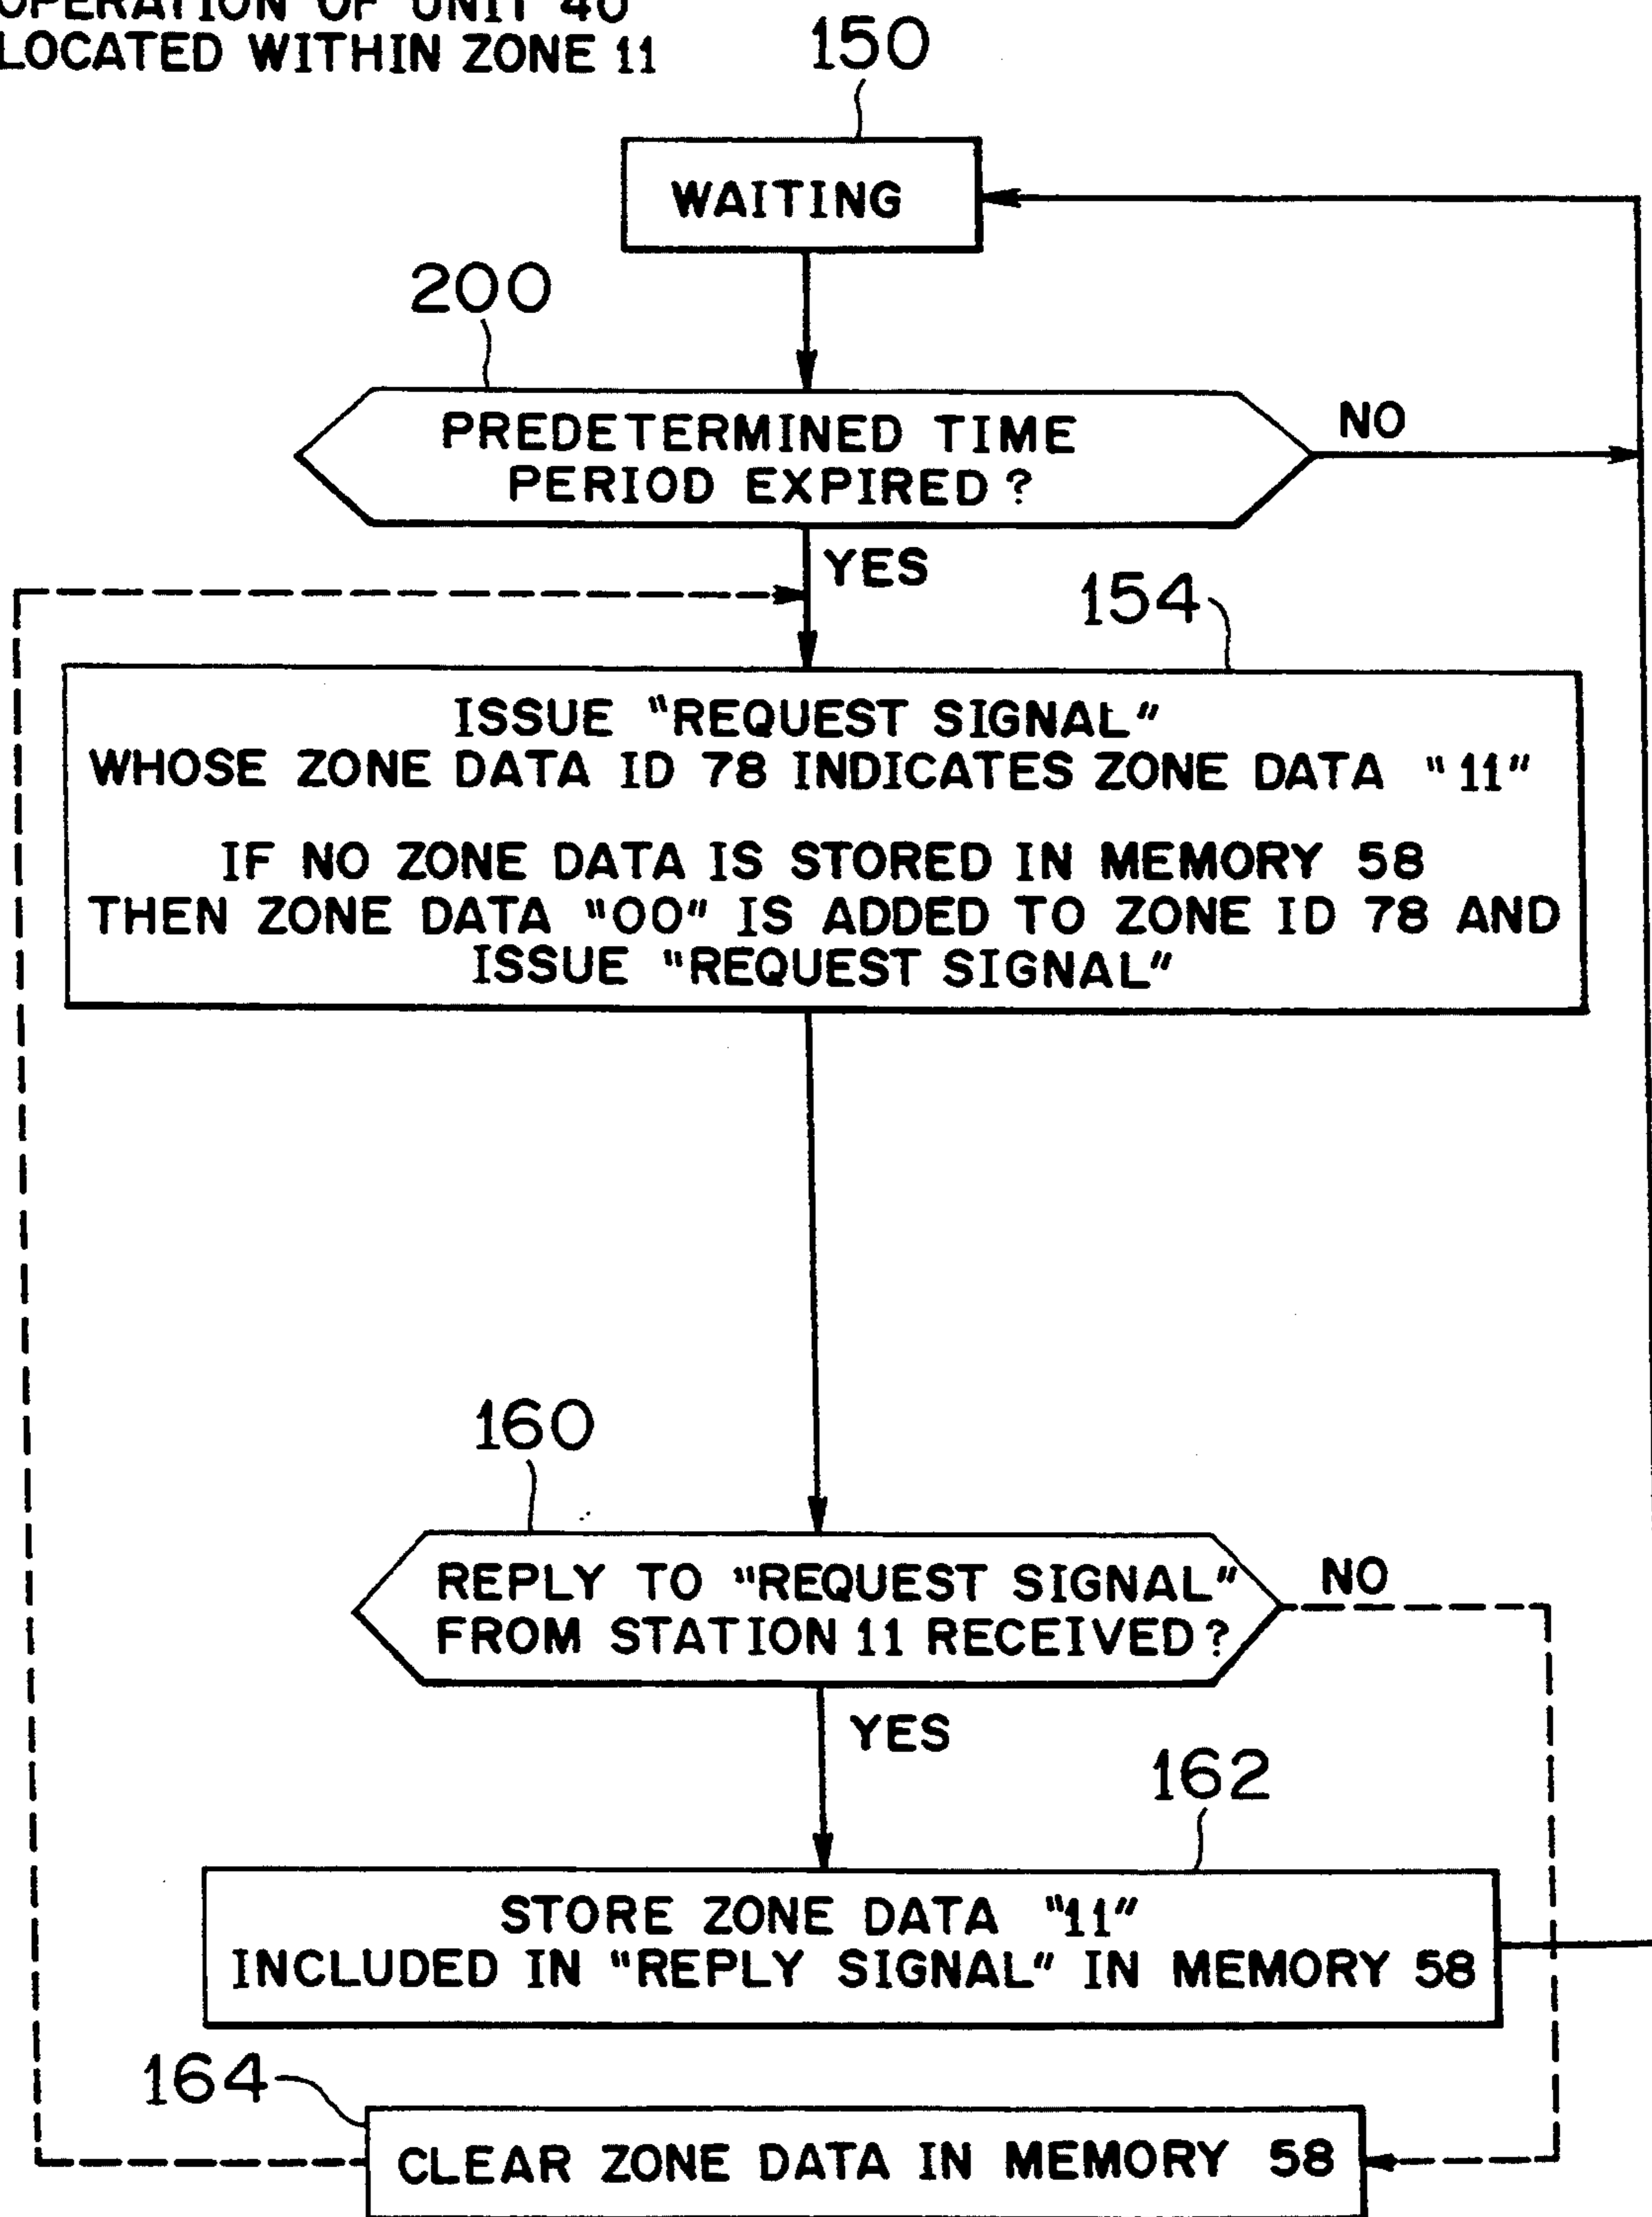 OPERATION OF UNIT 40
LOCATED WITHIN ZONE 11
150
WAITING
200
PREDETERMINED TIME
PERIOD EXPIRED?
NO
YES
154
ISSUE "REQUEST SIGNAL"
WHOSE ZONE DATA ID 78 INDICATES ZONE DATA "11"
IF NO ZONE DATA IS STORED IN MEMORY 58
THEN ZONE DATA "00" IS ADDED TO ZONE ID 78 AND
ISSUE "REQUEST SIGNAL"
160
REPLY TO "REQUEST SIGNAL"
FROM STATION 11 RECEIVED?
NO
YES
162
STORE ZONE DATA "11"
INCLUDED IN "REPLY SIGNAL" IN MEMORY 58
164
CLEAR ZONE DATA IN MEMORY 58